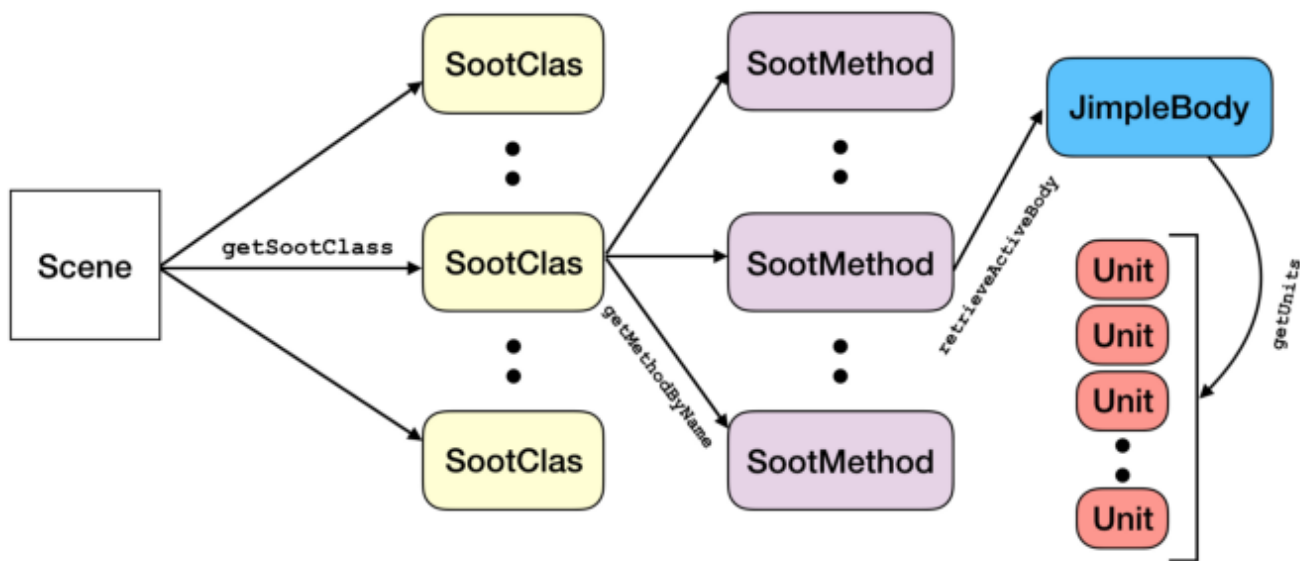 Scene
getSootClass
SootClas
SootClas
SootClas
getMethodByName
SootMethod
SootMethod
SootMethod
retrieveActiveBody
JimpleBody
getUnits
Unit
Unit
Unit
Unit